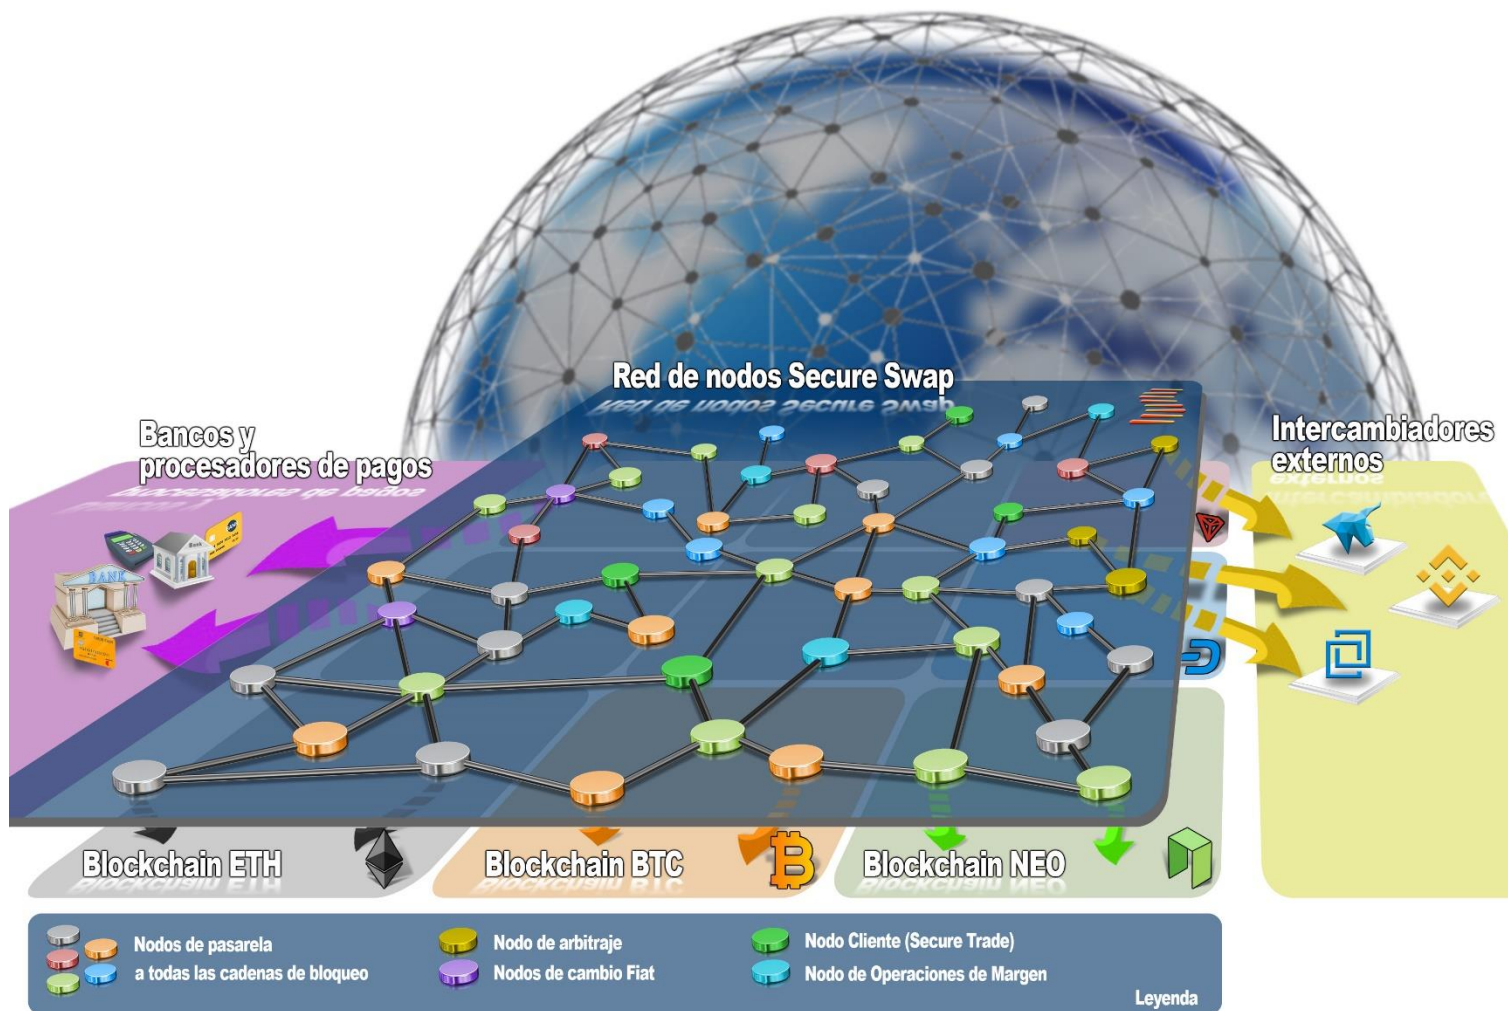 Red de nodos Secure Swap
Bancos y
procesadores de pagos
Intercambiadores
externos
BANK
Bank
Blockchain ETH
Blockchain BTC
Blockchain NEO
Nodos de pasarela
a todas las cadenas de bloqueo
Nodo de arbitraje
Nodos de cambio Fiat
Nodo Cliente (Secure Trade)
Nodo de Operaciones de Margen
Leyenda